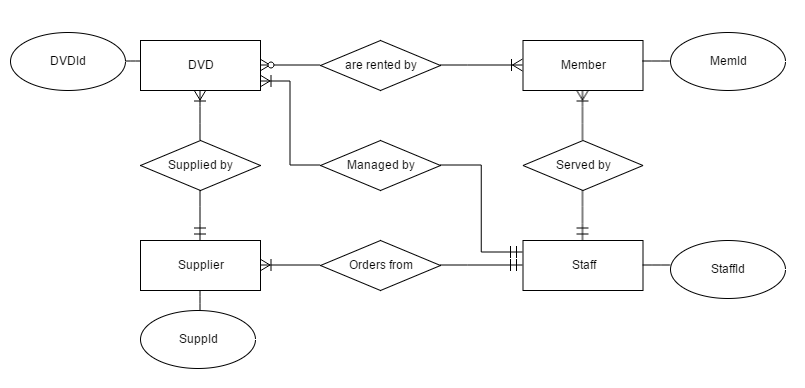 DVDId
DVD
are rented by
Member
MemId
Supplied by
Managed by
Served by
Supplier
Orders from
Staff
StaffId
SuppId